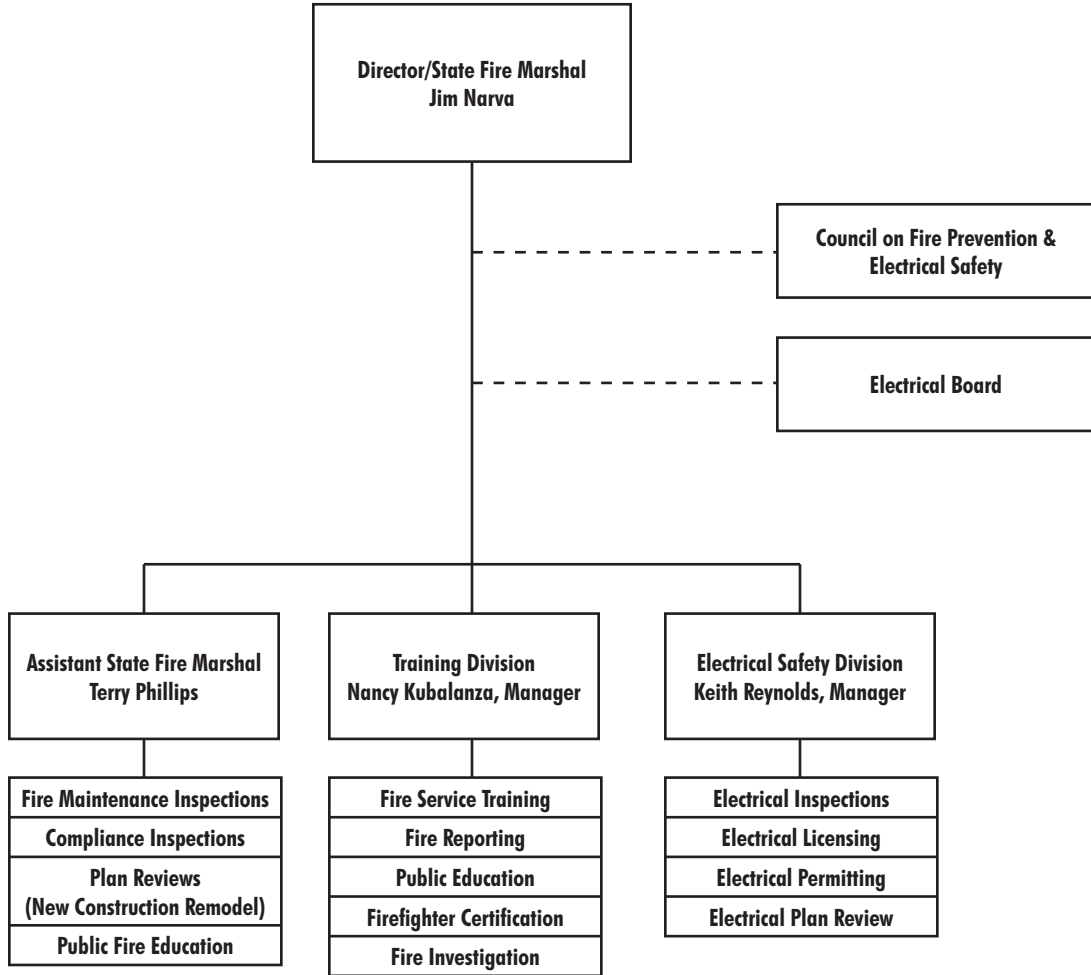 Director/State Fire Marshal
Jim Narva
Council on Fire Prevention &
Electrical Safety
Electrical Board
Assistant State Fire Marshal
Terry Phillips
Training Division
Nancy Kubalanza, Manager
Electrical Safety Division
Keith Reynolds, Manager
Fire Maintenance Inspections
Compliance Inspections
Plan Reviews
(New Construction Remodel)
Public Fire Education
Fire Service Training
Fire Reporting
Public Education
Firefighter Certification
Fire Investigation
Electrical Inspections
Electrical Licensing
Electrical Permitting
Electrical Plan Review